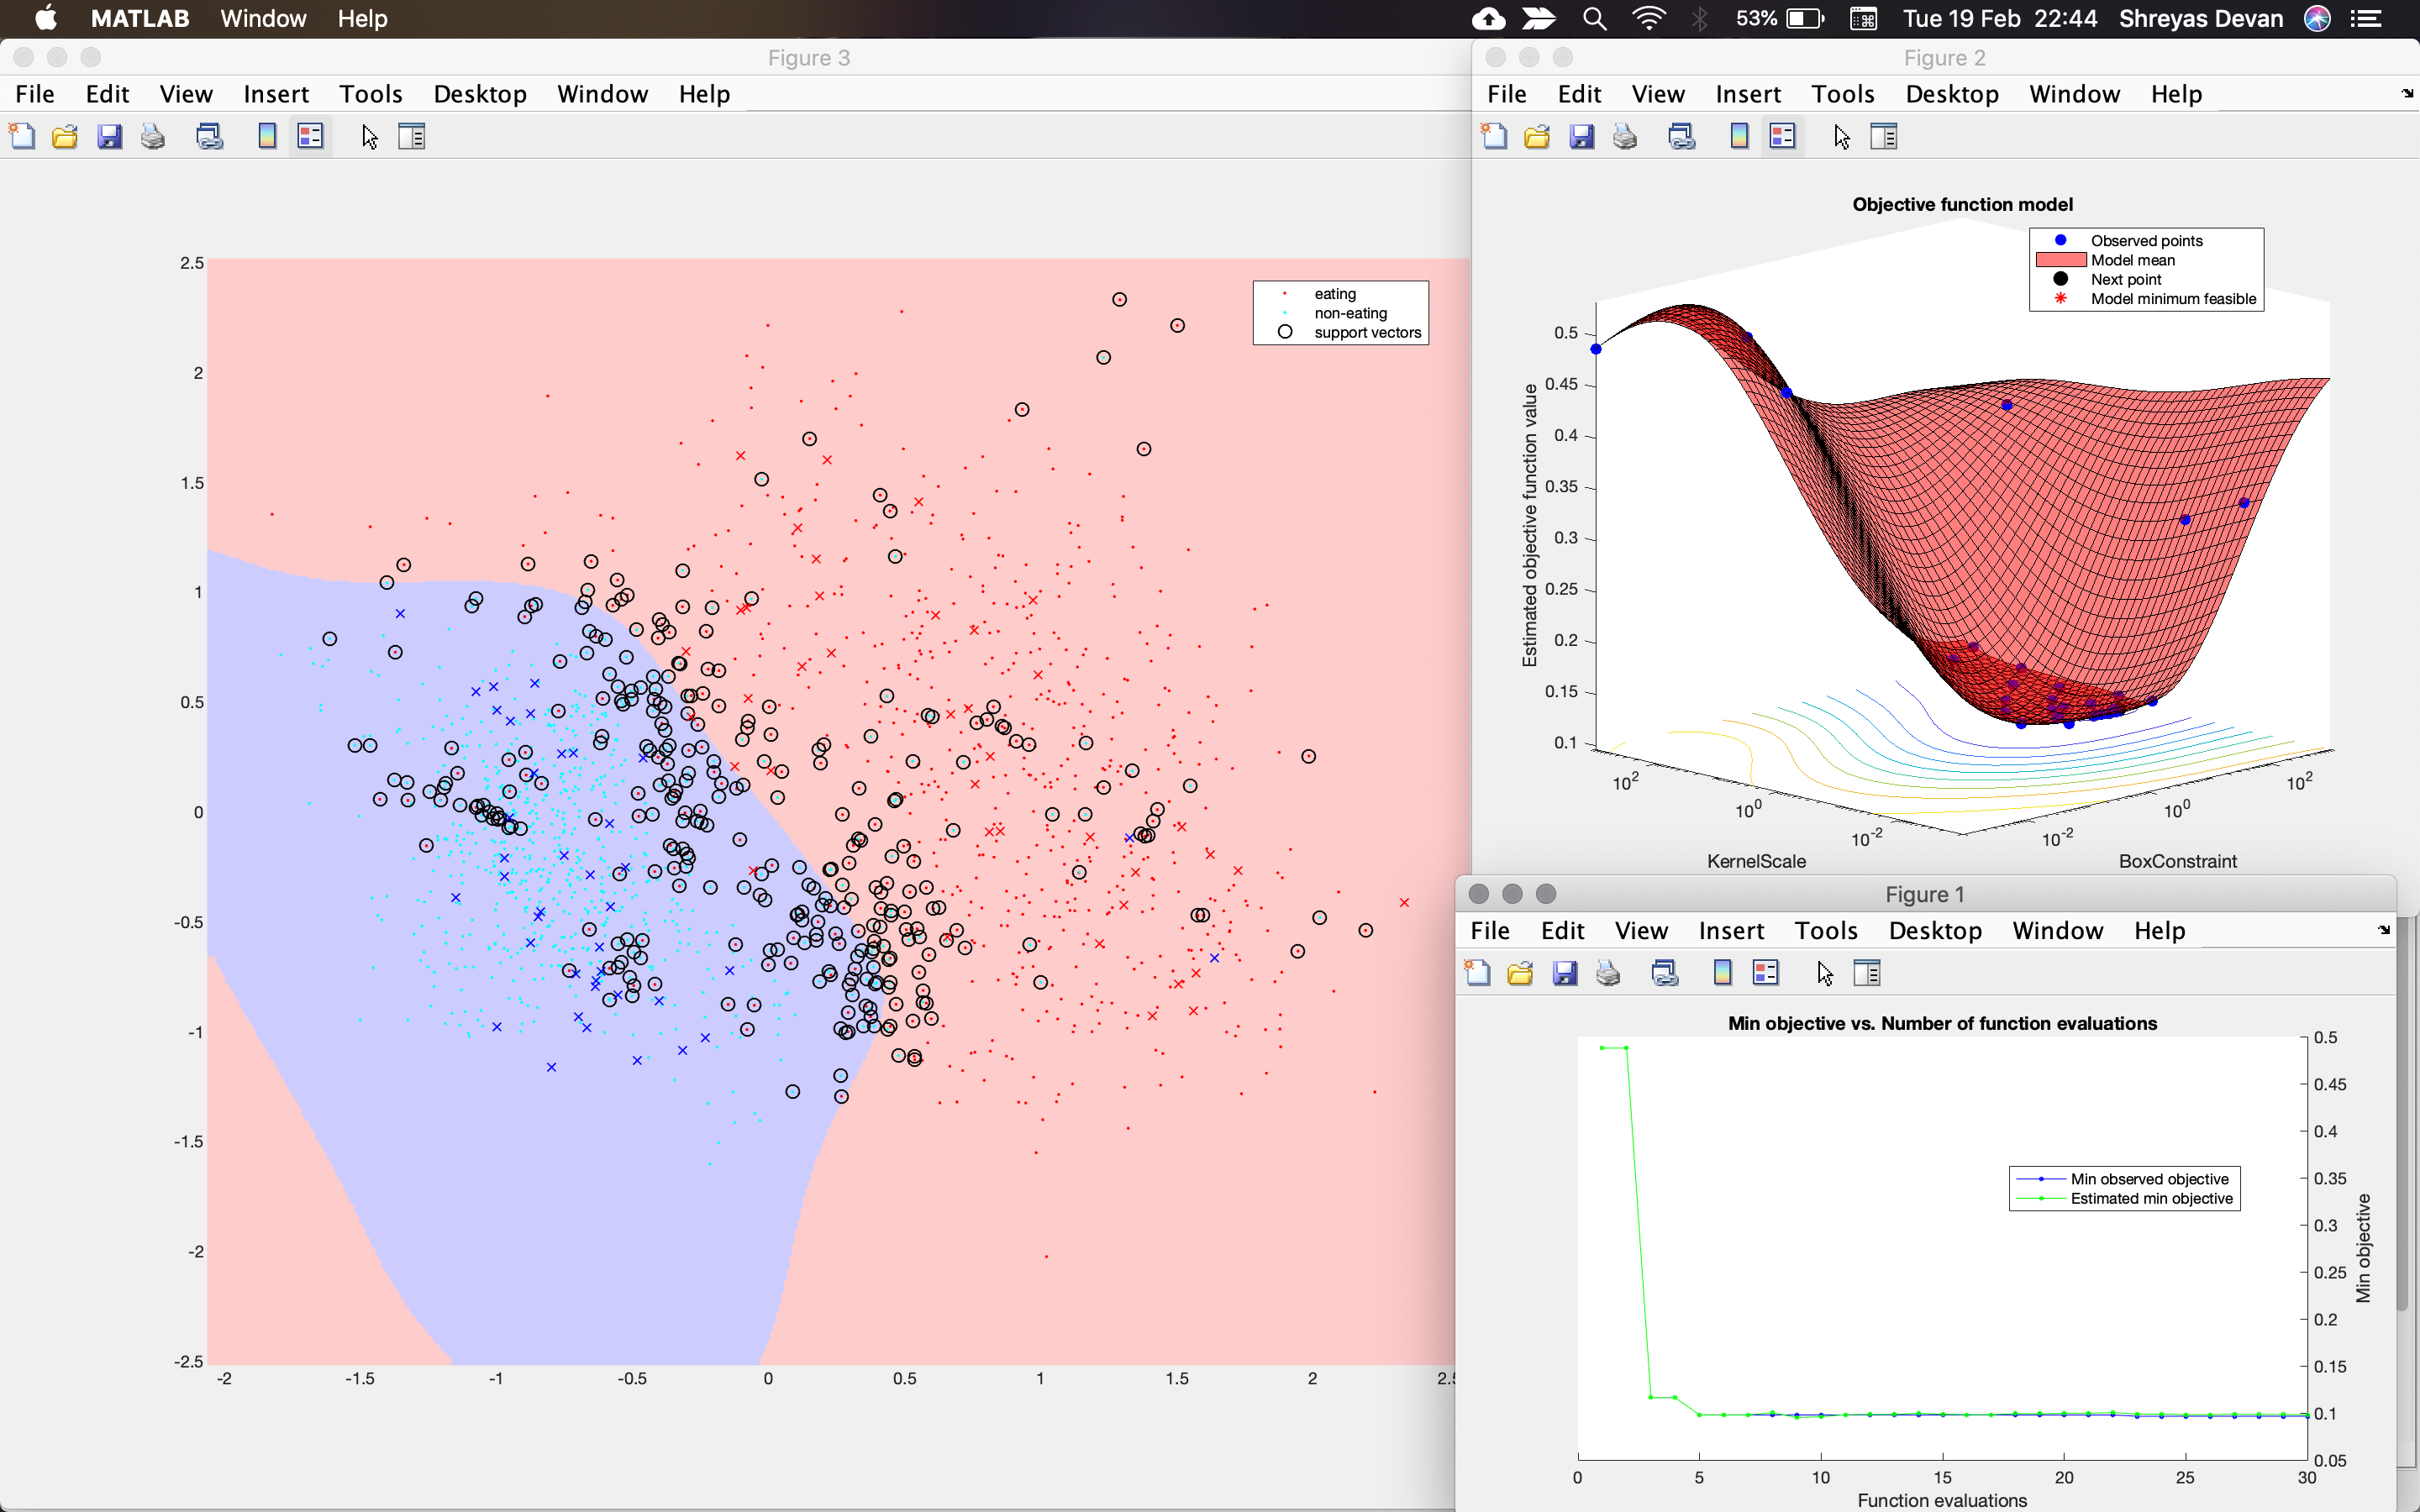 MATLAB Window Help 53% Tue 19 Feb 22:44 Shreyas Devan
Figure 3
File Edit View Insert Tools Desktop Window Help
2.5
2
1.5
1
0.5
0
-0.5
-1
-1.5
-2
-2.5
-2 -1.5 -1 -0.5 0 0.5 1 1.5 2 2.5
eating
non-eating
support vectors
Figure 2
File Edit View Insert Tools Desktop Window Help
Objective function model
Observed points
Model mean
Next point
Model minimum feasible
Estimated objective function value
0.5
0.45
0.4
0.35
0.3
0.25
0.2
0.15
0.1
10^2 10^0 10^-2
KernelScale
10^-2 10^0 10^2
BoxConstraint
Figure 1
File Edit View Insert Tools Desktop Window Help
Min objective vs. Number of function evaluations
Min observed objective
Estimated min objective
0.5
0.45
0.4
0.35
0.3
0.25
0.2
0.15
0.1
0.05
Min objective
0 5 10 15 20 25 30
Function evaluations